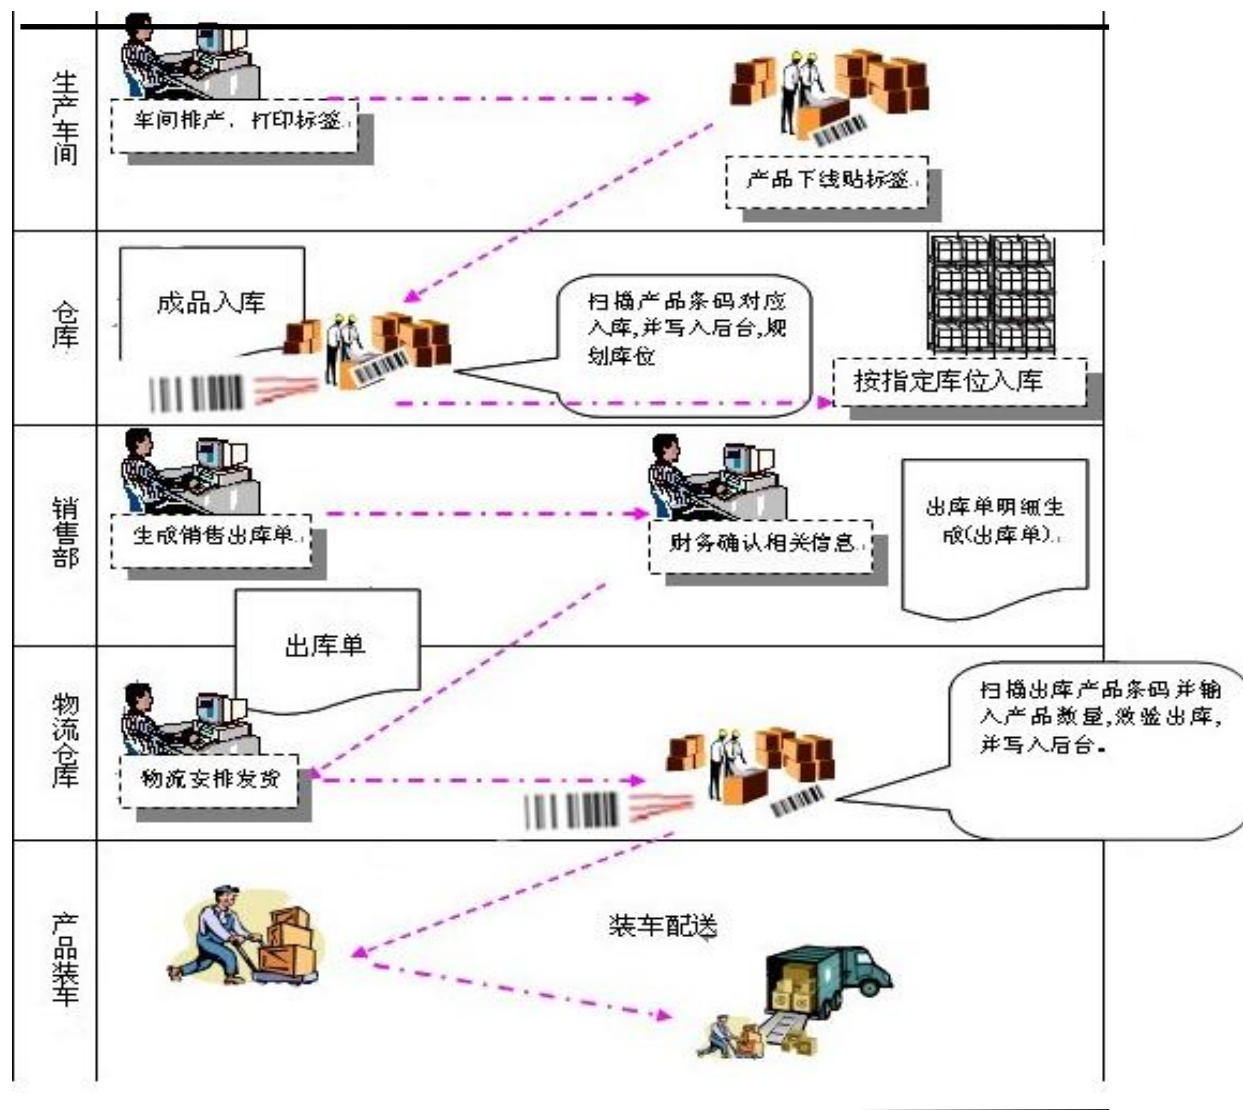 生产车间
车间排产、打印标签
产品下线贴标签
仓库
成品入库
扫描产品条码对应
入库,并写入后台,规
划库位
按指定库位入库
销售部
生成销售出库单
财务确认相关信息
出库单明细生
成(出库单)
出库单
物流仓库
物流安排发货
扫描出库产品条码并输
入产品数量,效验出库,
并写入后台。
产品装车
装车配送